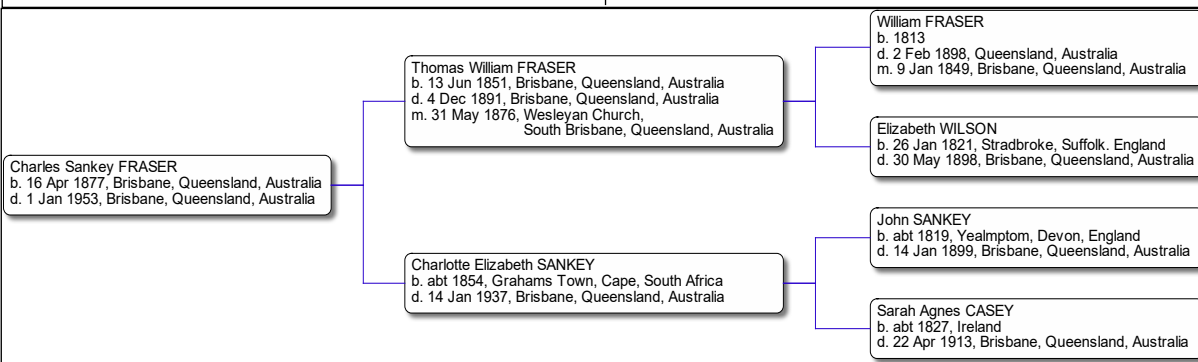 Charles Sankey FRASER
b. 16 Apr 1877, Brisbane, Queensland, Australia
d. 1 Jan 1953, Brisbane, Queensland, Australia
Thomas William FRASER
b. 13 Jun 1851, Brisbane, Queensland, Australia
d. 4 Dec 1891, Brisbane, Queensland, Australia
m. 31 May 1876, Wesleyan Church,
South Brisbane, Queensland, Australia
Charlotte Elizabeth SANKEY
b. abt 1854, Grahams Town, Cape, South Africa
d. 14 Jan 1937, Brisbane, Queensland, Australia
William FRASER
b. 1813
d. 2 Feb 1898, Queensland, Australia
m. 9 Jan 1849, Brisbane, Queensland, Australia
Elizabeth WILSON
b. 26 Jan 1821, Stradbroke, Suffolk. England
d. 30 May 1898, Brisbane, Queensland, Australia
John SANKEY
b. abt 1819, Yealmptom, Devon, England
d. 14 Jan 1899, Brisbane, Queensland, Australia
Sarah Agnes CASEY
b. abt 1827, Ireland
d. 22 Apr 1913, Brisbane, Queensland, Australia